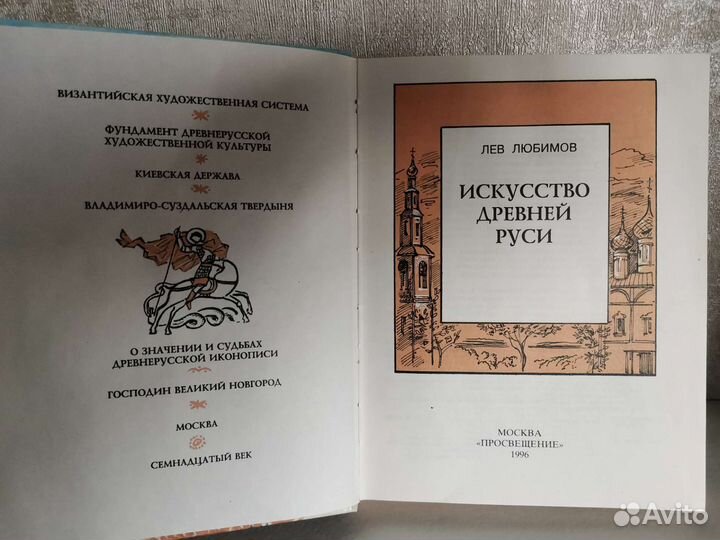 ВИЗАНТИЙСКАЯ ХУДОЖЕСТВЕННАЯ СИСТЕМА
ФУНДАМЕНТ ДРЕВНЕРУССКОЙ
ХУДОЖЕСТВЕННОЙ КУЛЬТУРЫ
КИЕВСКАЯ ДЕРЖАВА
ВЛАДИМИРО-СУЗДАЛЬСКАЯ ТВЕРДЫНЯ
О ЗНАЧЕНИИ И СУДЬБАХ
ДРЕВНЕРУССКОЙ ИКОНОПИСИ
ГОСПОДИН ВЕЛИКИЙ НОВГОРОД
МОСКВА
СЕМНАДЦАТЫЙ ВЕК
ЛЕВ ЛЮБИМОВ
ИСКУССТВО
ДРЕВНЕЙ
РУСИ
МОСКВА
«ПРОСВЕЩЕНИЕ»
1996
Avito